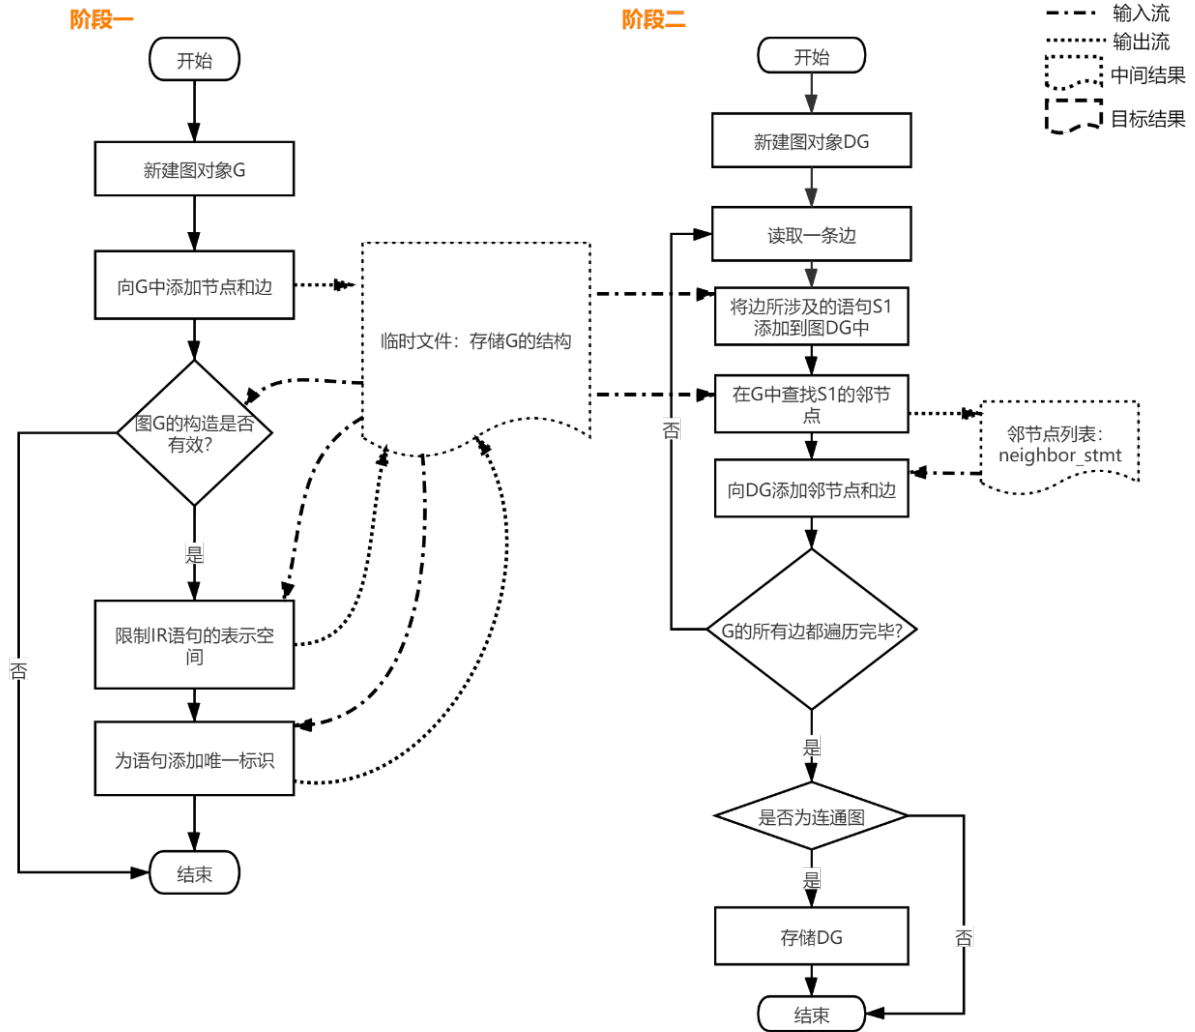 阶段一
开始
新建图对象G
向G中添加节点和边
图G的构造是否
有效?
是
否
限制IR语句的表示空
间
为语句添加唯一标识
结束
临时文件：存储G的结构
阶段二
开始
新建图对象DG
读取一条边
将边所涉及的语句S1
添加到图DG中
在G中查找S1的邻节
点
邻节点列表：
neighbor_stmt
向DG添加邻节点和边
否
G的所有边都遍历完毕?
是
是否为连通图
是
否
存储DG
结束
输入流
输出流
中间结果
目标结果